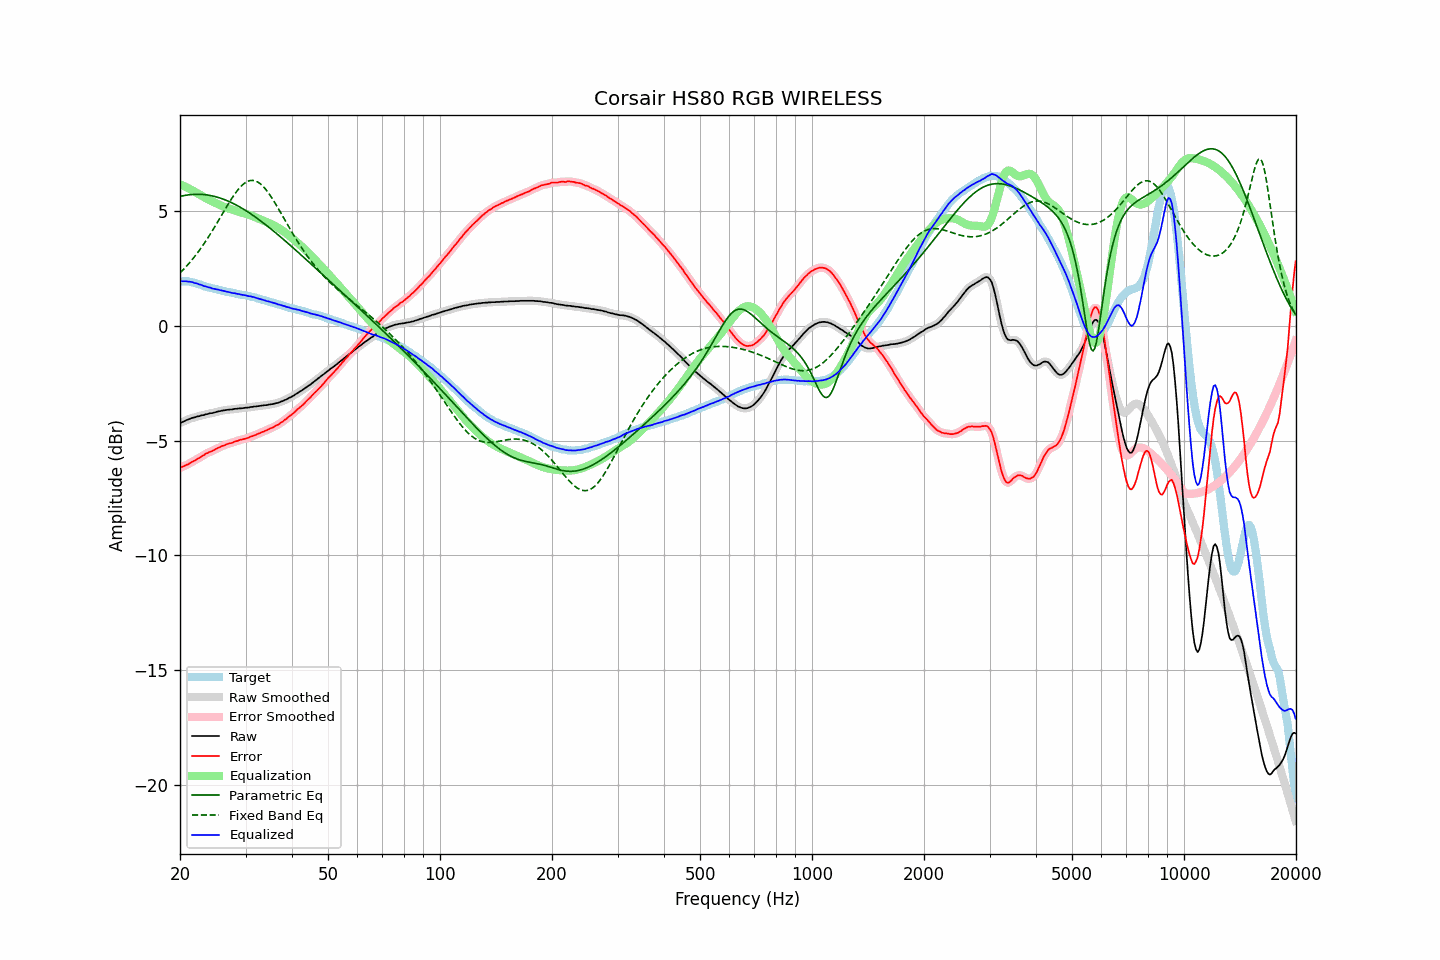 Corsair HS80 RGB WIRELESS
Amplitude (dBr)
5
0
−5
−10
−15
−20
Target
Raw Smoothed
Error Smoothed
Raw
Error
Equalization
Parametric Eq
Fixed Band Eq
Equalized
20 50 100 200 500 1000 2000 5000 10000 20000
Frequency (Hz)